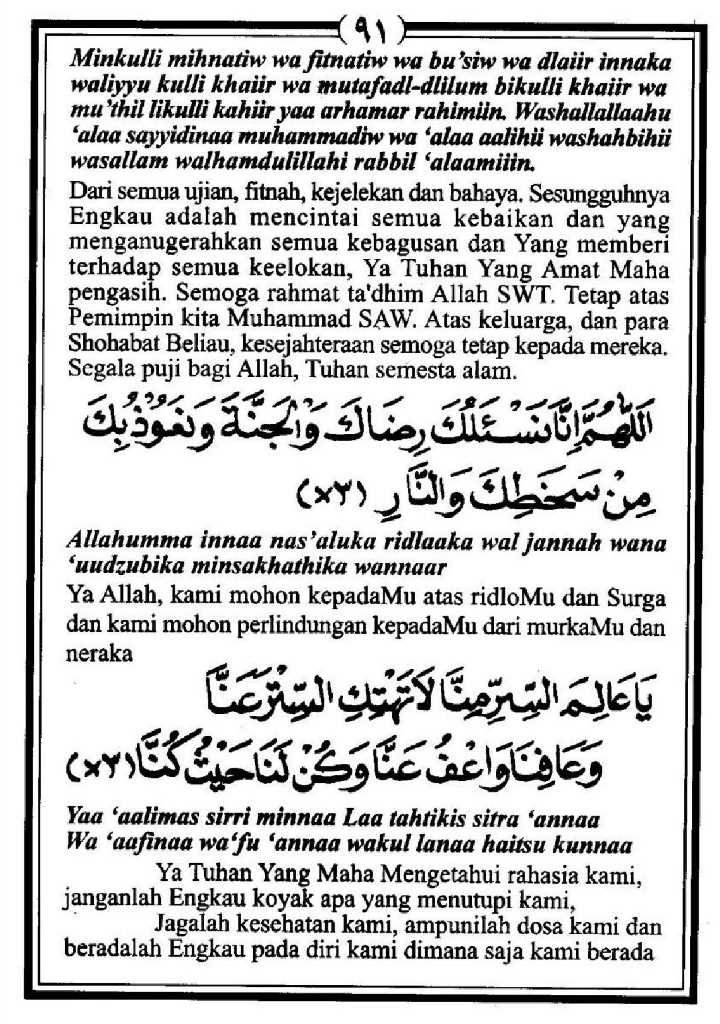 (٩١)
Minkulli mihnatiw wa fitnatiw wa bu'siw wa dlaiir innaka
waliyyu kulli khaiir wa mutafadl-dlilum bikulli khaiir wa
mu'thil likulli kahiir yaa arhamar rahimiin. Washallallaahu
'alaa sayyidinaa muhammadiw wa 'alaa aalihii washahbihii
wasallam walhamdulillahi rabbil 'alaamiiin.
Dari semua ujian, fitnah, kejelekan dan bahaya. Sesungguhnya
Engkau adalah mencintai semua kebaikan dan yang
menganugerahkan semua kebagusan dan Yang memberi
terhadap semua keelokan, Ya Tuhan Yang Amat Maha
pengasih. Semoga rahmat ta'dhim Allah SWT. Tetap atas
Pemimpin kita Muhammad SAW. Atas keluarga, dan para
Shohabat Beliau, kesejahteraan semoga tetap kepada mereka.
Segala puji bagi Allah, Tuhan semesta alam.
اَللّٰهُمَّ اِنَّا نَسْئَلُكَ رِضَاكَ وَالْجَنَّةَ وَنَعُوْذُ بِكَ
مِنْ سَخَطِكَ وَالنَّارِ (×٣)
Allahumma innaa nas'aluka ridlaaka wal jannah wana
'uudzubika minsakhathika wannaar
Ya Allah, kami mohon kepadaMu atas ridloMu dan Surga
dan kami mohon perlindungan kepadaMu dari murkaMu dan
neraka
يَا عَالِمَ السِّرِّ مِنَّا لَا تَهْتِكِ السِّتْرَ عَنَّا
وَعَافِنَا وَاعْفُ عَنَّا وَكُنْ لَنَا حَيْثُ كُنَّا (×٣)
Yaa 'aalimas sirri minnaa Laa tahtikis sitra 'annaa
Wa 'aafinaa wa'fu 'annaa wakul lanaa haitsu kunnaa
Ya Tuhan Yang Maha Mengetahui rahasia kami,
janganlah Engkau koyak apa yang menutupi kami,
Jagalah kesehatan kami, ampunilah dosa kami dan
beradalah Engkau pada diri kami dimana saja kami berada